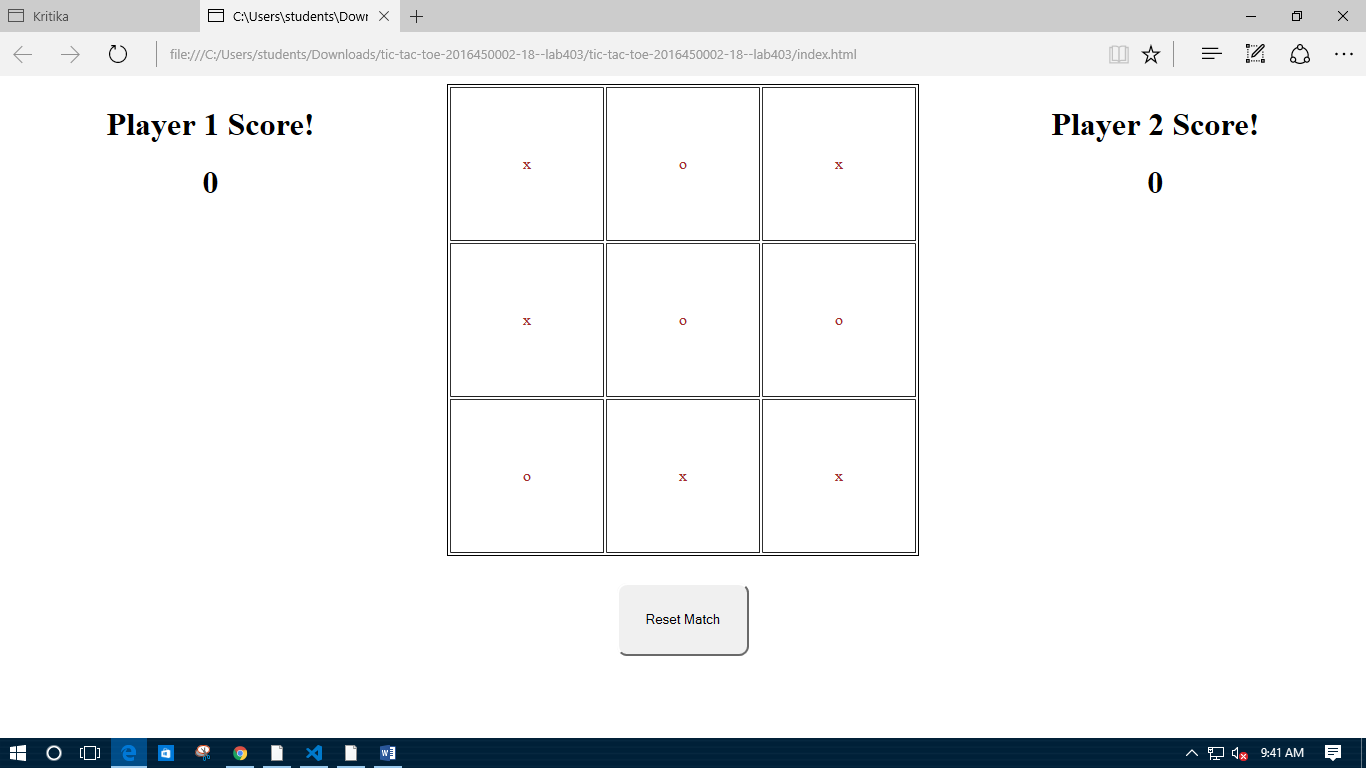 Kritika
C:\Users\students\Down
file:///C:/Users/students/Downloads/tic-tac-toe-2016450002-18--lab403/tic-tac-toe-2016450002-18--lab403/index.html
Player 1 Score!
0
x o x
x o o
o x x
Player 2 Score!
0
Reset Match
9:41 AM